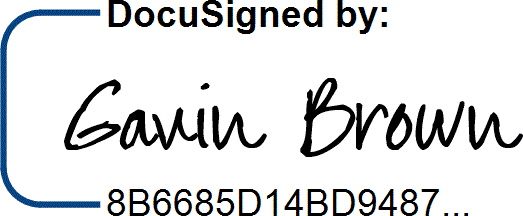 DocuSigned by:
Gavin Brown
8B6685D14BD9487...